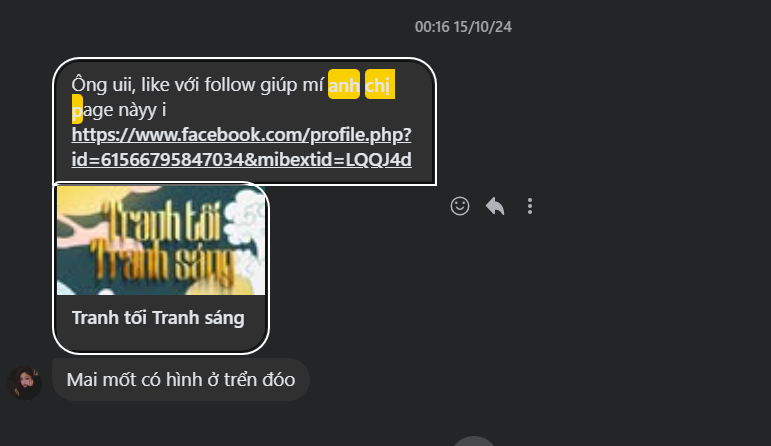 00:16 15/10/24
Ông uii, like với follow giúp mí anh chị
page nàyy i
https://www.facebook.com/profile.php?
id=61566795847034&mibextid=LQQJ4d
Tranh tối
Tranh sáng
Tranh tối Tranh sáng
Mai mốt có hình ở trển đóo